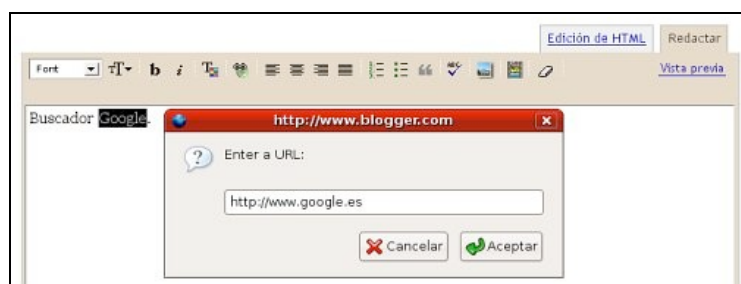 Edición de HTML Redactar
Font T b i T ABC Vista previa
Buscador Google.
http://www.blogger.com
Enter a URL:
http://www.google.es
Cancelar Aceptar